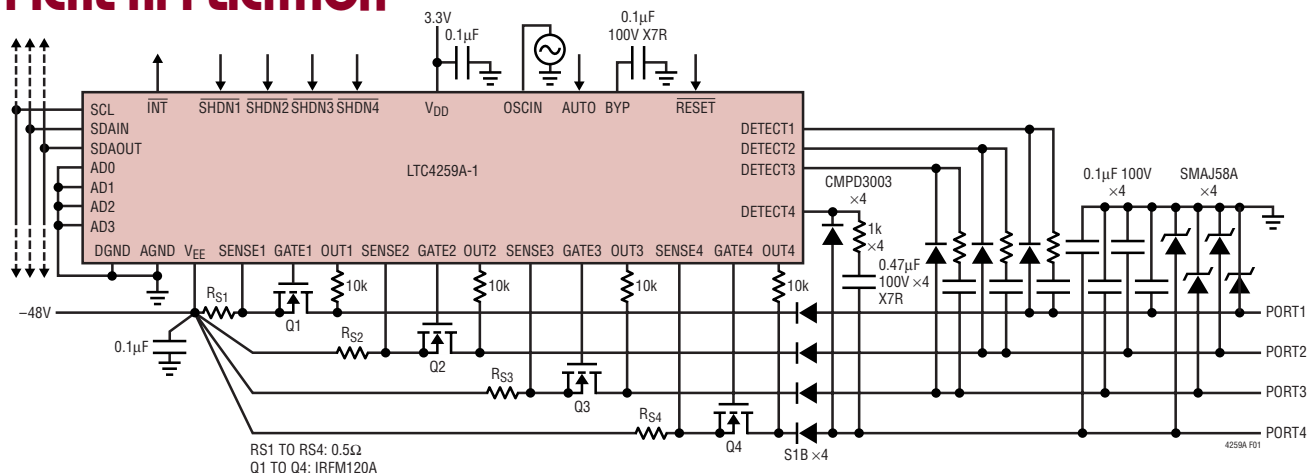 3.3V
0.1µF
0.1µF
100V X7R
SCL
SDAIN
SDAOUT
AD0
AD1
AD2
AD3
INT
SHDN1 SHDN2 SHDN3 SHDN4
VDD
OSCIN
AUTO
BYP
RESET
LTC4259A-1
DETECT1
DETECT2
DETECT3
DETECT4
DGND AGND VEE SENSE1 GATE1 OUT1 SENSE2 GATE2 OUT2 SENSE3 GATE3 OUT3 SENSE4 GATE4 OUT4
CMPD3003
×4
1k
×4
0.47µF
100V ×4
X7R
0.1µF 100V
×4
SMAJ58A
×4
10k
10k
10k
10k
–48V
0.1µF
RS1
Q1
RS2
Q2
RS3
Q3
RS4
Q4
S1B ×4
PORT1
PORT2
PORT3
PORT4
RS1 TO RS4: 0.5Ω
Q1 TO Q4: IRFM120A
4259A F01